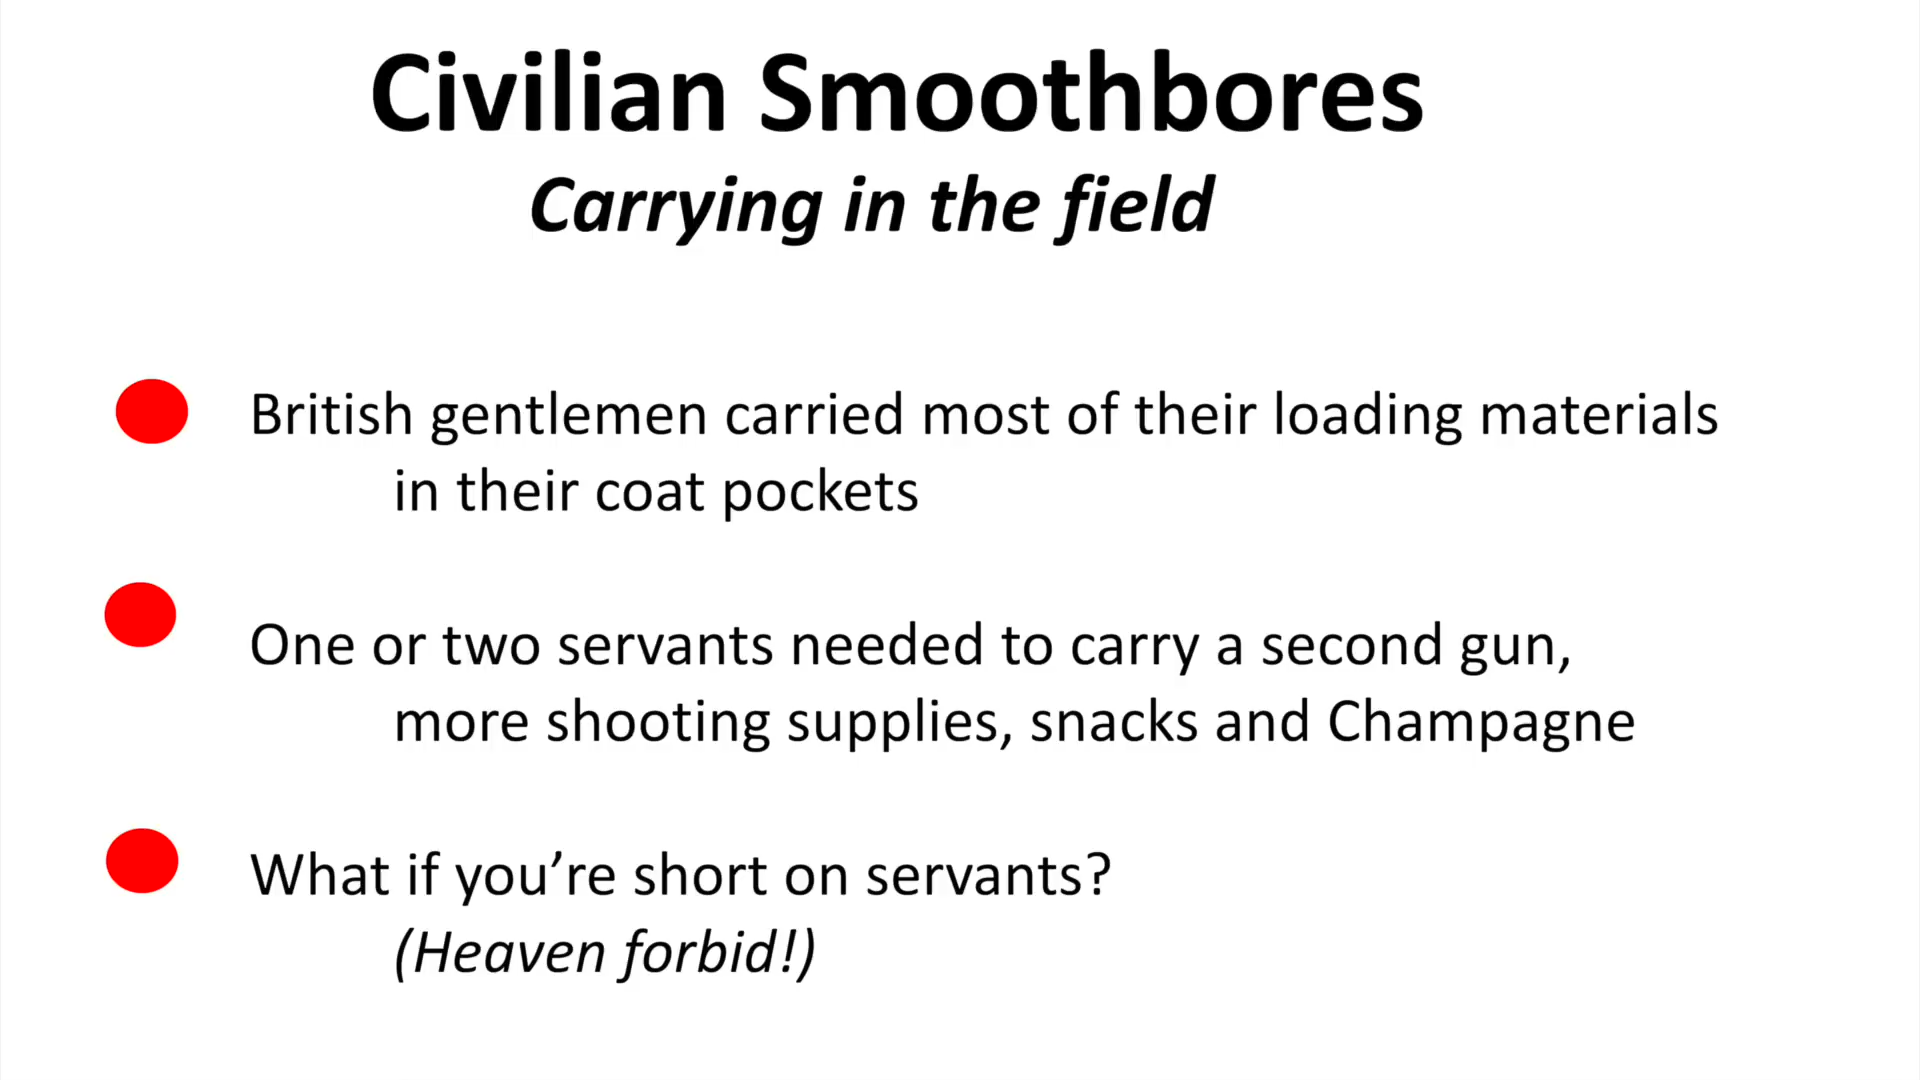 Civilian Smoothbores
Carrying in the field
British gentlemen carried most of their loading materials
in their coat pockets
One or two servants needed to carry a second gun,
more shooting supplies, snacks and Champagne
What if you’re short on servants?
(Heaven forbid!)